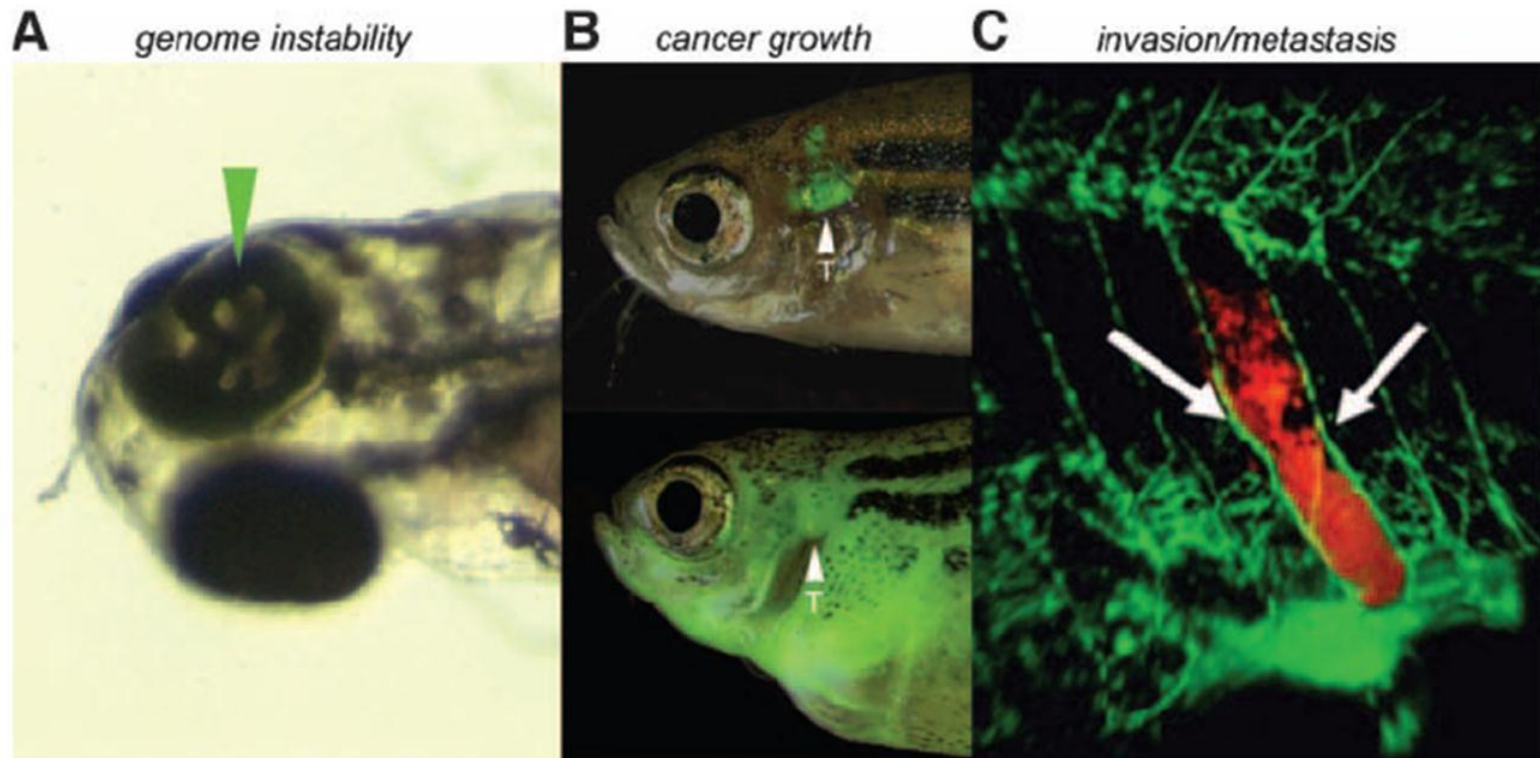 A genome instability
B cancer growth
C invasion/metastasis
T
T